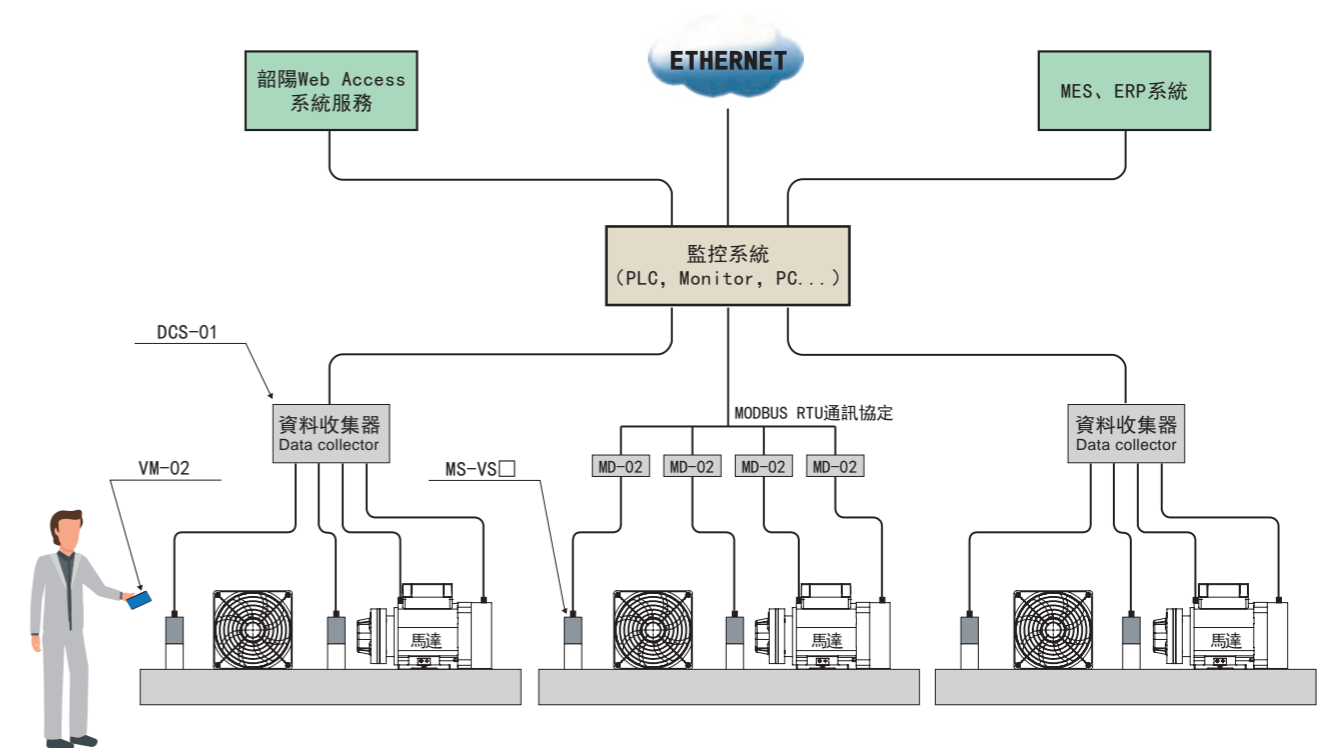 韶陽Web Access
系統服務
ETHERNET
MES、ERP系統
監控系統
(PLC, Monitor, PC...)
DCS-01
資料收集器
Data collector
MODBUS RTU通訊協定
資料收集器
Data collector
VM-02
MS-VS□
MD-02
MD-02
MD-02
MD-02
馬達
馬達
馬達